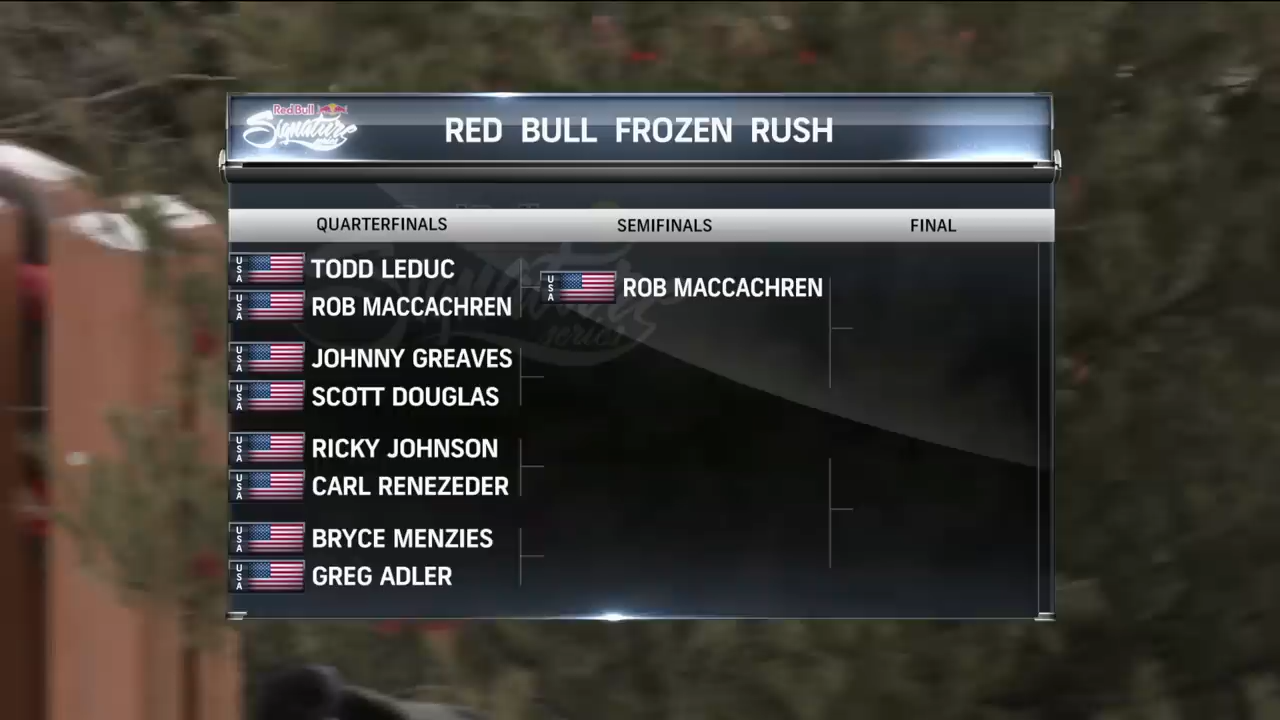 Red Bull
Signature
series
RED BULL FROZEN RUSH
QUARTERFINALS SEMIFINALS FINAL
USA TODD LEDUC
USA ROB MACCACHREN
USA ROB MACCACHREN
USA JOHNNY GREAVES
USA SCOTT DOUGLAS
USA RICKY JOHNSON
USA CARL RENEZEDER
USA BRYCE MENZIES
USA GREG ADLER
Signature
series